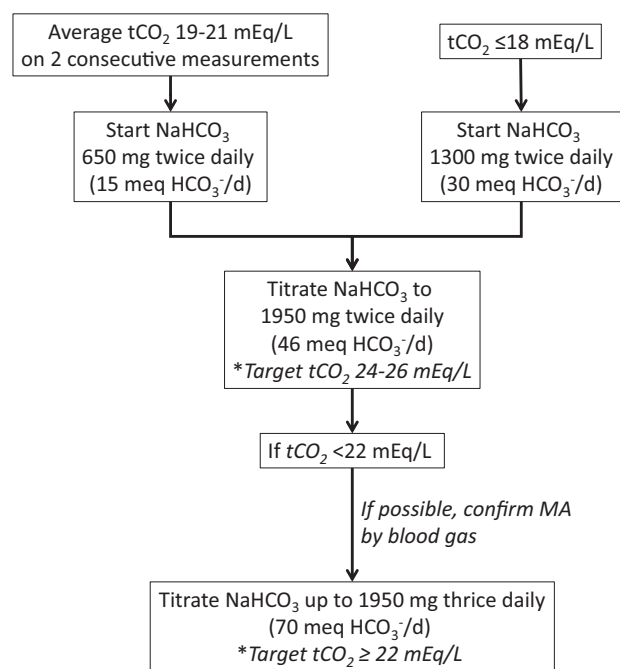 Average tCO₂ 19-21 mEq/L
on 2 consecutive measurements
tCO₂ ≤18 mEq/L
Start NaHCO₃
650 mg twice daily
(15 meq HCO₃⁻/d)
Start NaHCO₃
1300 mg twice daily
(30 meq HCO₃⁻/d)
Titrate NaHCO₃ to
1950 mg twice daily
(46 meq HCO₃⁻/d)
*Target tCO₂ 24-26 mEq/L
If tCO₂ <22 mEq/L
If possible, confirm MA
by blood gas
Titrate NaHCO₃ up to 1950 mg thrice daily
(70 meq HCO₃⁻/d)
*Target tCO₂ ≥ 22 mEq/L